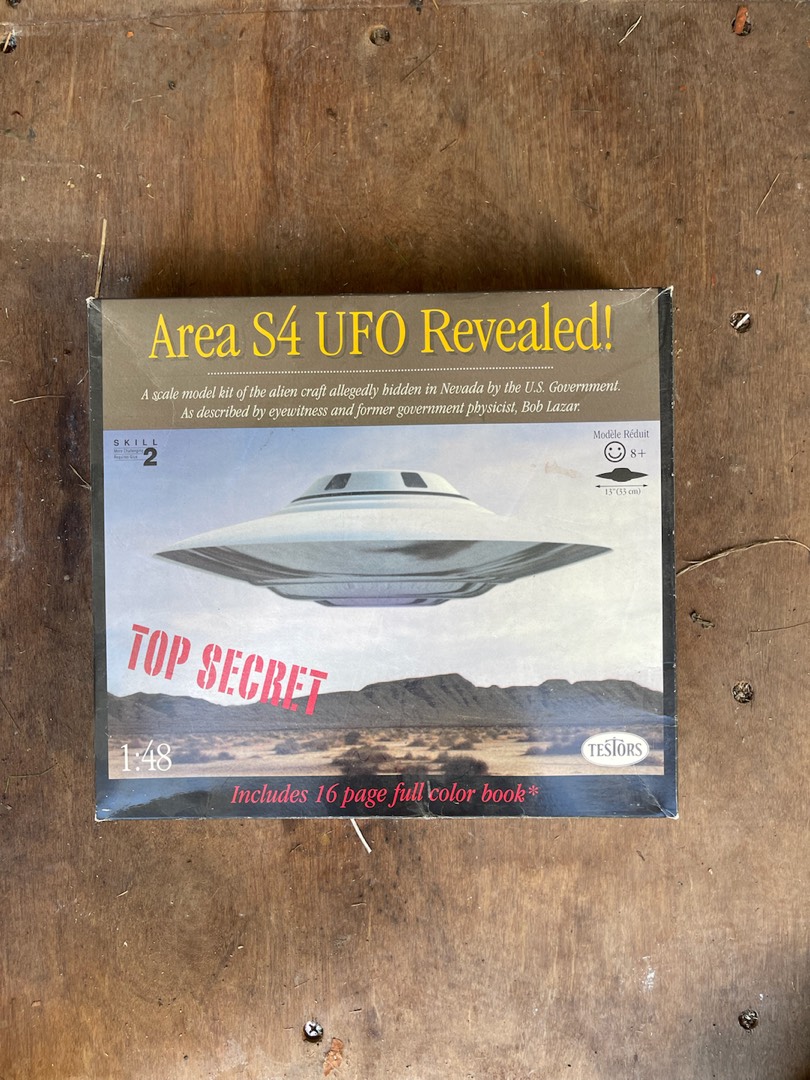 Area S4 UFO Revealed!
A scale model kit of the alien craft allegedly hidden in Nevada by the U.S. Government.
As described by eyewitness and former government physicist, Bob Lazar.
SKILL
2
Modèle Réduit
8+
13" (33 cm)
TOP SECRET
1:48
TESTORS
Includes 16 page full color book*